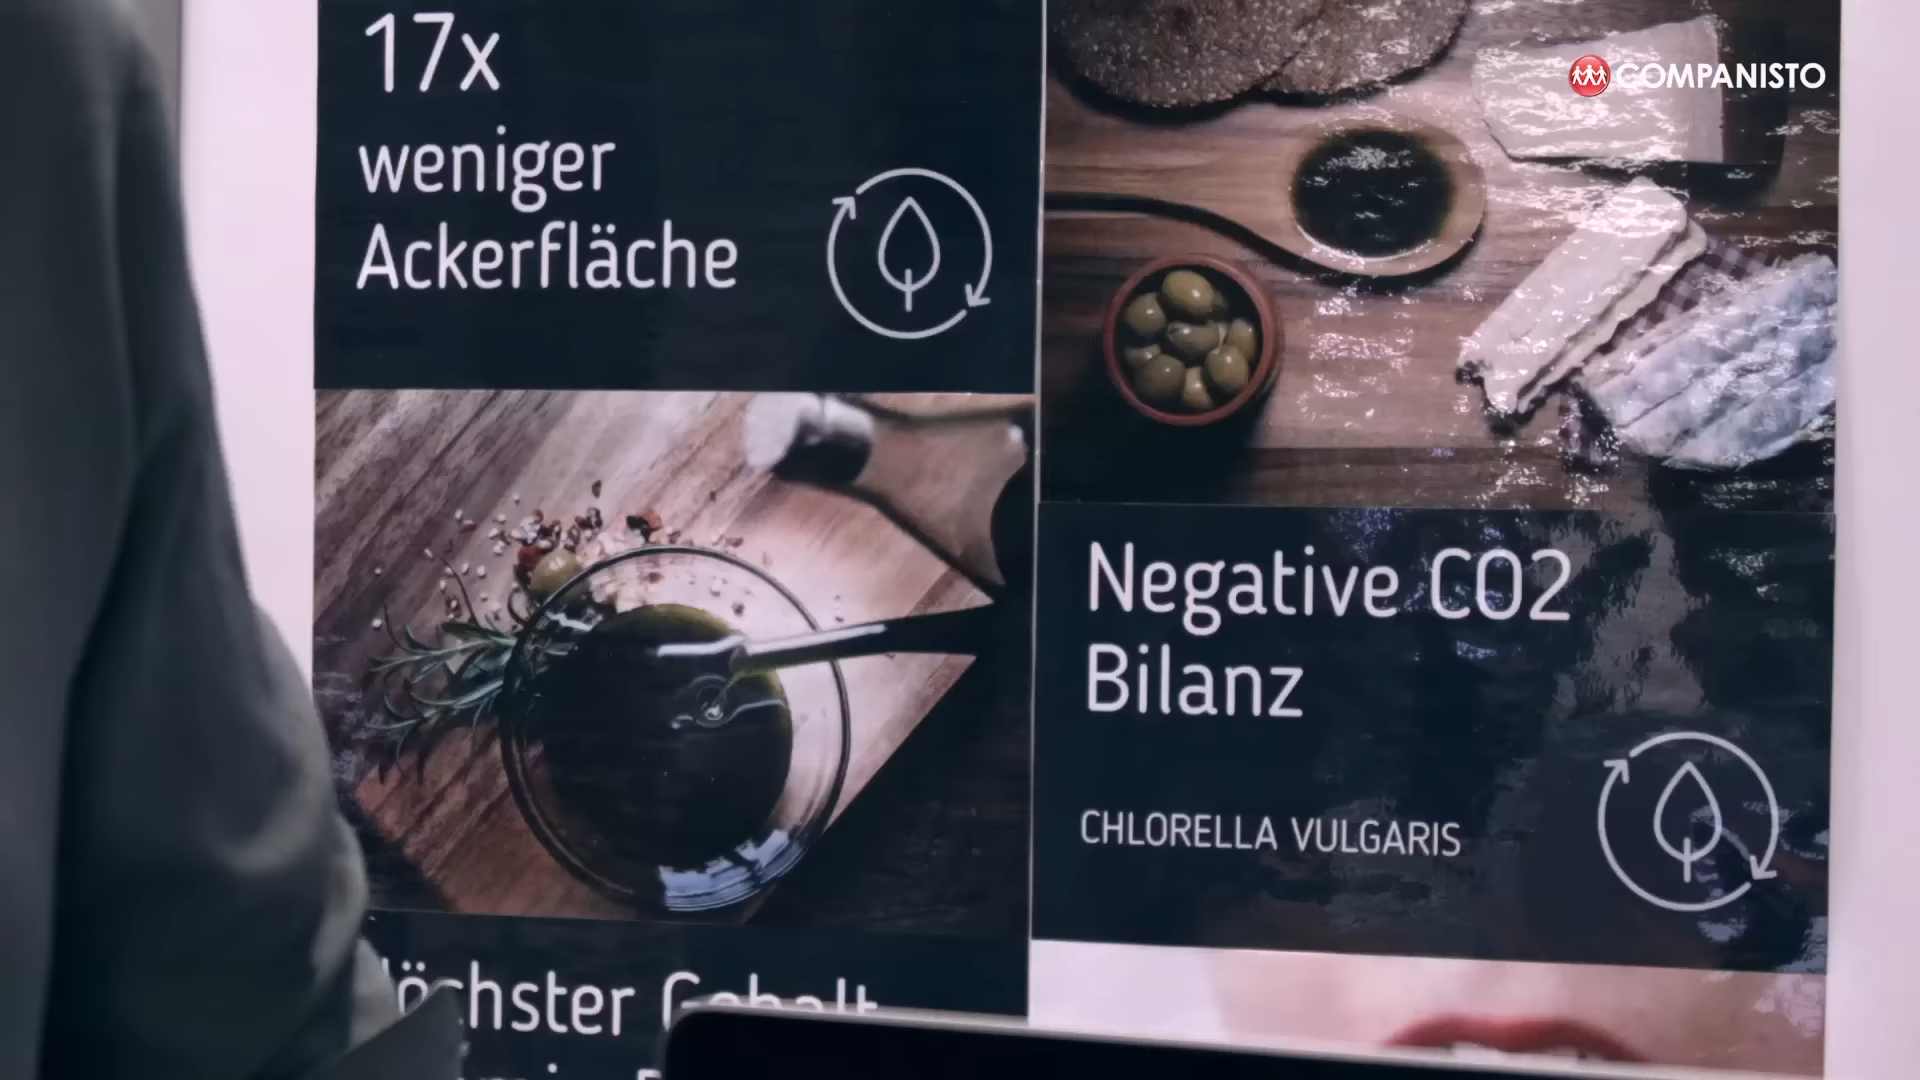 17x
weniger
Ackerfläche
COMPANISTO
Negative CO2
Bilanz
CHLORELLA VULGARIS